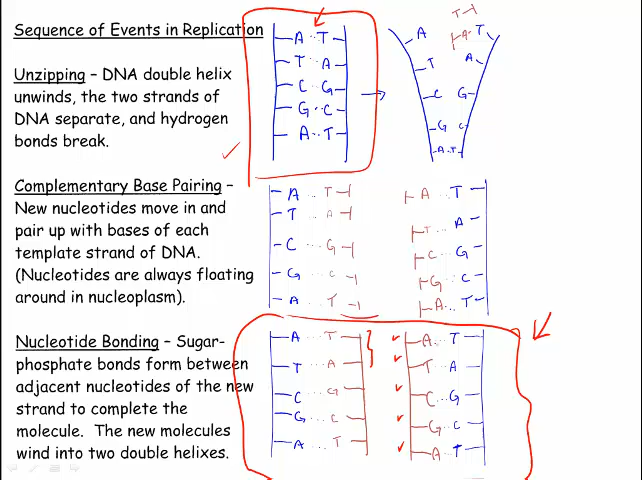 Sequence of Events in Replication
Unzipping – DNA double helix
unwinds, the two strands of
DNA separate, and hydrogen
bonds break.
A T
T A
C G
G C
A T
T
A A T
T A
C G
G C
A T
Complementary Base Pairing –
New nucleotides move in and
pair up with bases of each
template strand of DNA.
(Nucleotides are always floating
around in nucleoplasm).
A ... T A ... T
T ... A T ... A
C ... G C ... G
G ... C G ... C
A ... T A ... T
Nucleotide Bonding – Sugar-
phosphate bonds form between
adjacent nucleotides of the new
strand to complete the
molecule. The new molecules
wind into two double helixes.
A ... T A ... T
T ... A T ... A
C ... G C ... G
G ... C G ... C
A ... T A ... T